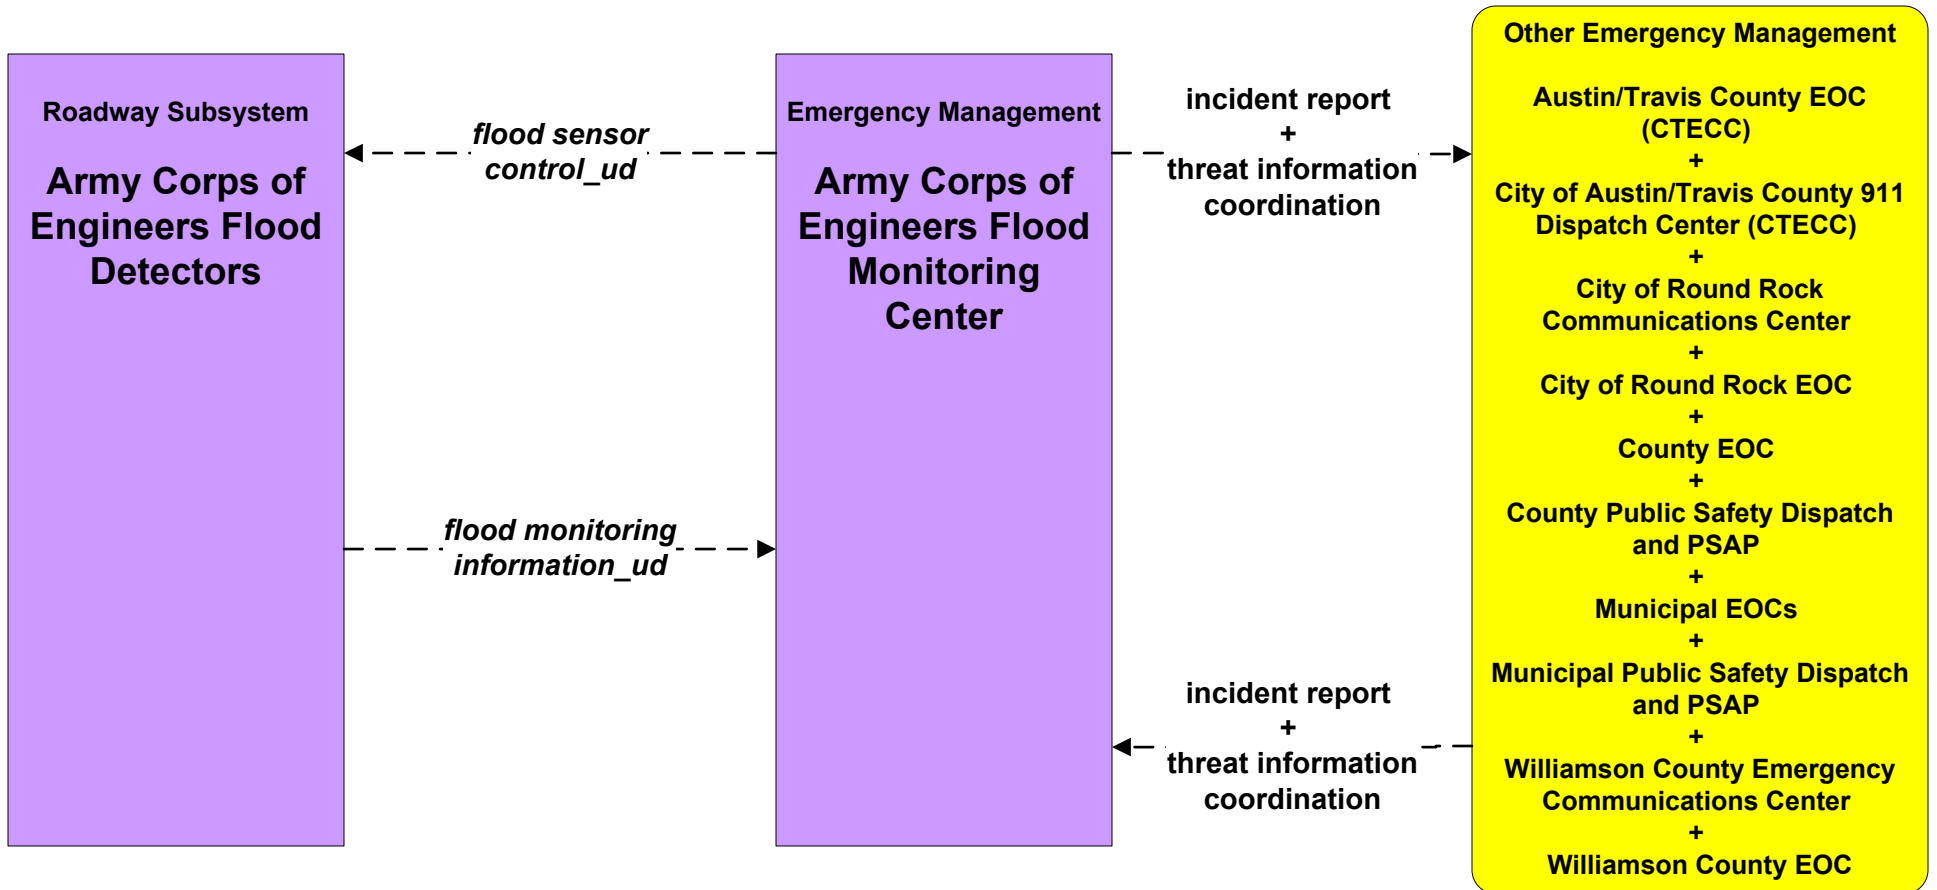 Roadway Subsystem
Army Corps of
Engineers Flood
Detectors
flood sensor
control_ud
flood monitoring
information_ud
Emergency Management
Army Corps of
Engineers Flood
Monitoring
Center
incident report
+
threat information
coordination
incident report
+
threat information
coordination
Other Emergency Management
Austin/Travis County EOC
(CTECC)
+
City of Austin/Travis County 911
Dispatch Center (CTECC)
+
City of Round Rock
Communications Center
+
City of Round Rock EOC
+
County EOC
+
County Public Safety Dispatch
and PSAP
+
Municipal EOCs
+
Municipal Public Safety Dispatch
and PSAP
+
Williamson County Emergency
Communications Center
+
Williamson County EOC